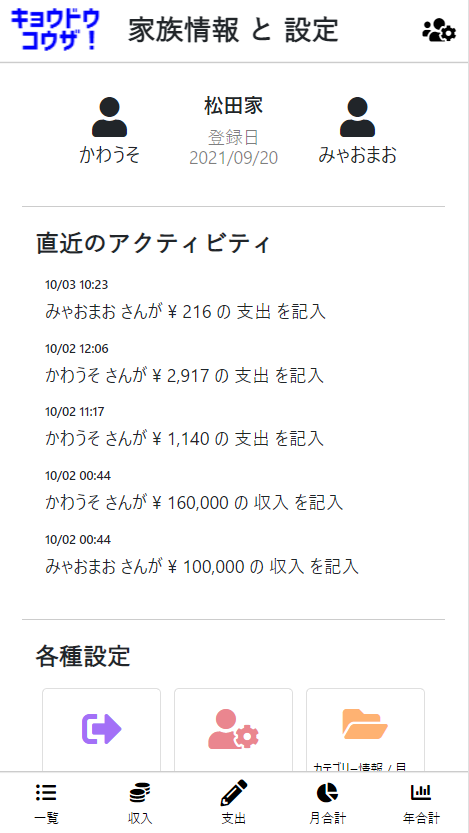 キョウドウ
コウザ！
家族情報 と 設定
松田家
登録日
2021/09/20
かわうそ
みゃおまお
直近のアクティビティ
10/03 10:23
みゃおまお さんが ¥ 216 の 支出 を記入
10/02 12:06
かわうそ さんが ¥ 2,917 の 支出 を記入
10/02 11:17
かわうそ さんが ¥ 1,140 の 支出 を記入
10/02 00:44
かわうそ さんが ¥ 160,000 の 収入 を記入
10/02 00:44
みゃおまお さんが ¥ 100,000 の 収入 を記入
各種設定
カテゴリー情報 / 目
一覧
収入
支出
月合計
年合計